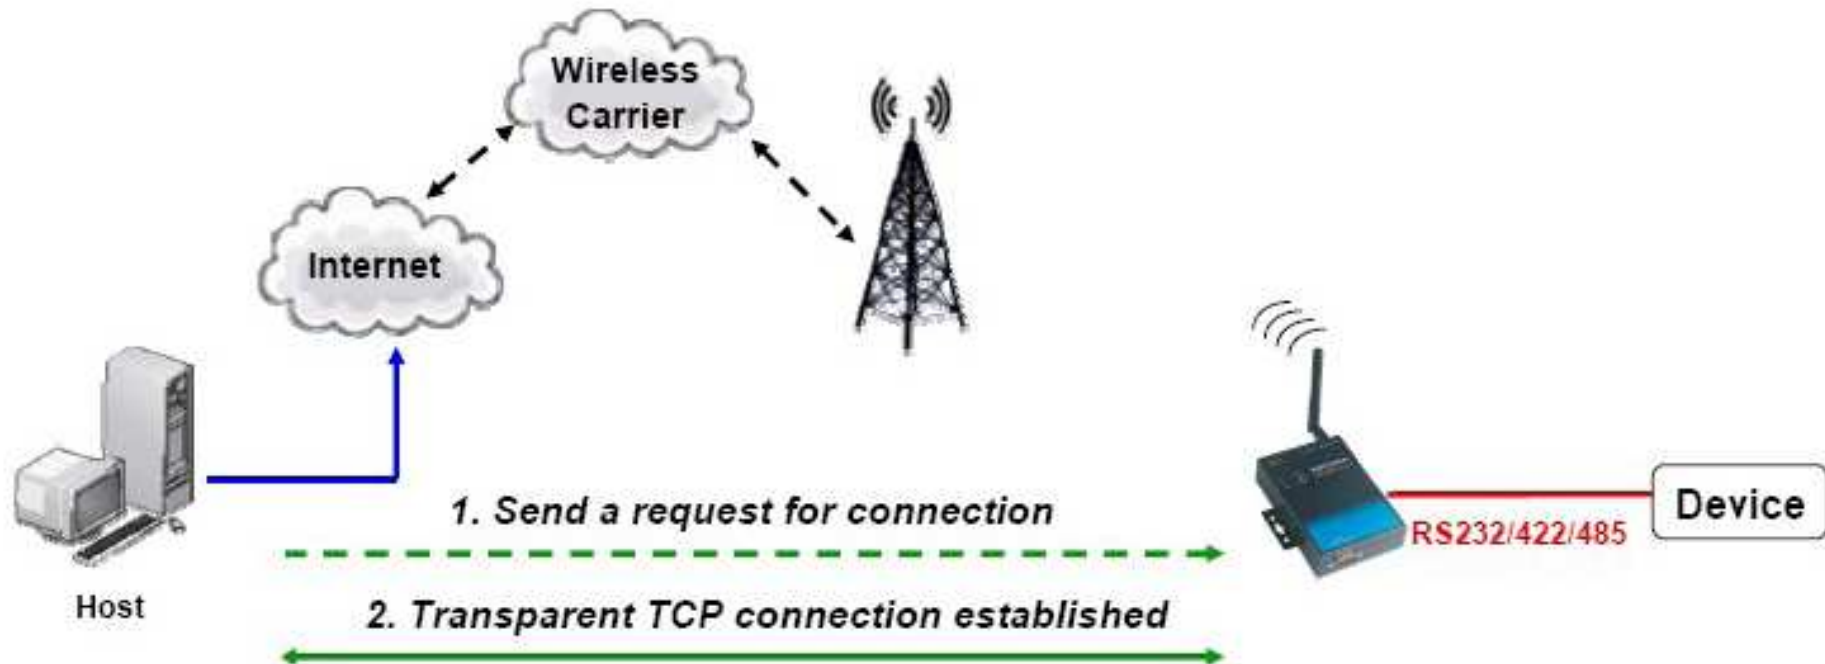 Wireless
Carrier
Internet
1. Send a request for connection
Device
RS232/422/485
Host
2. Transparent TCP connection established